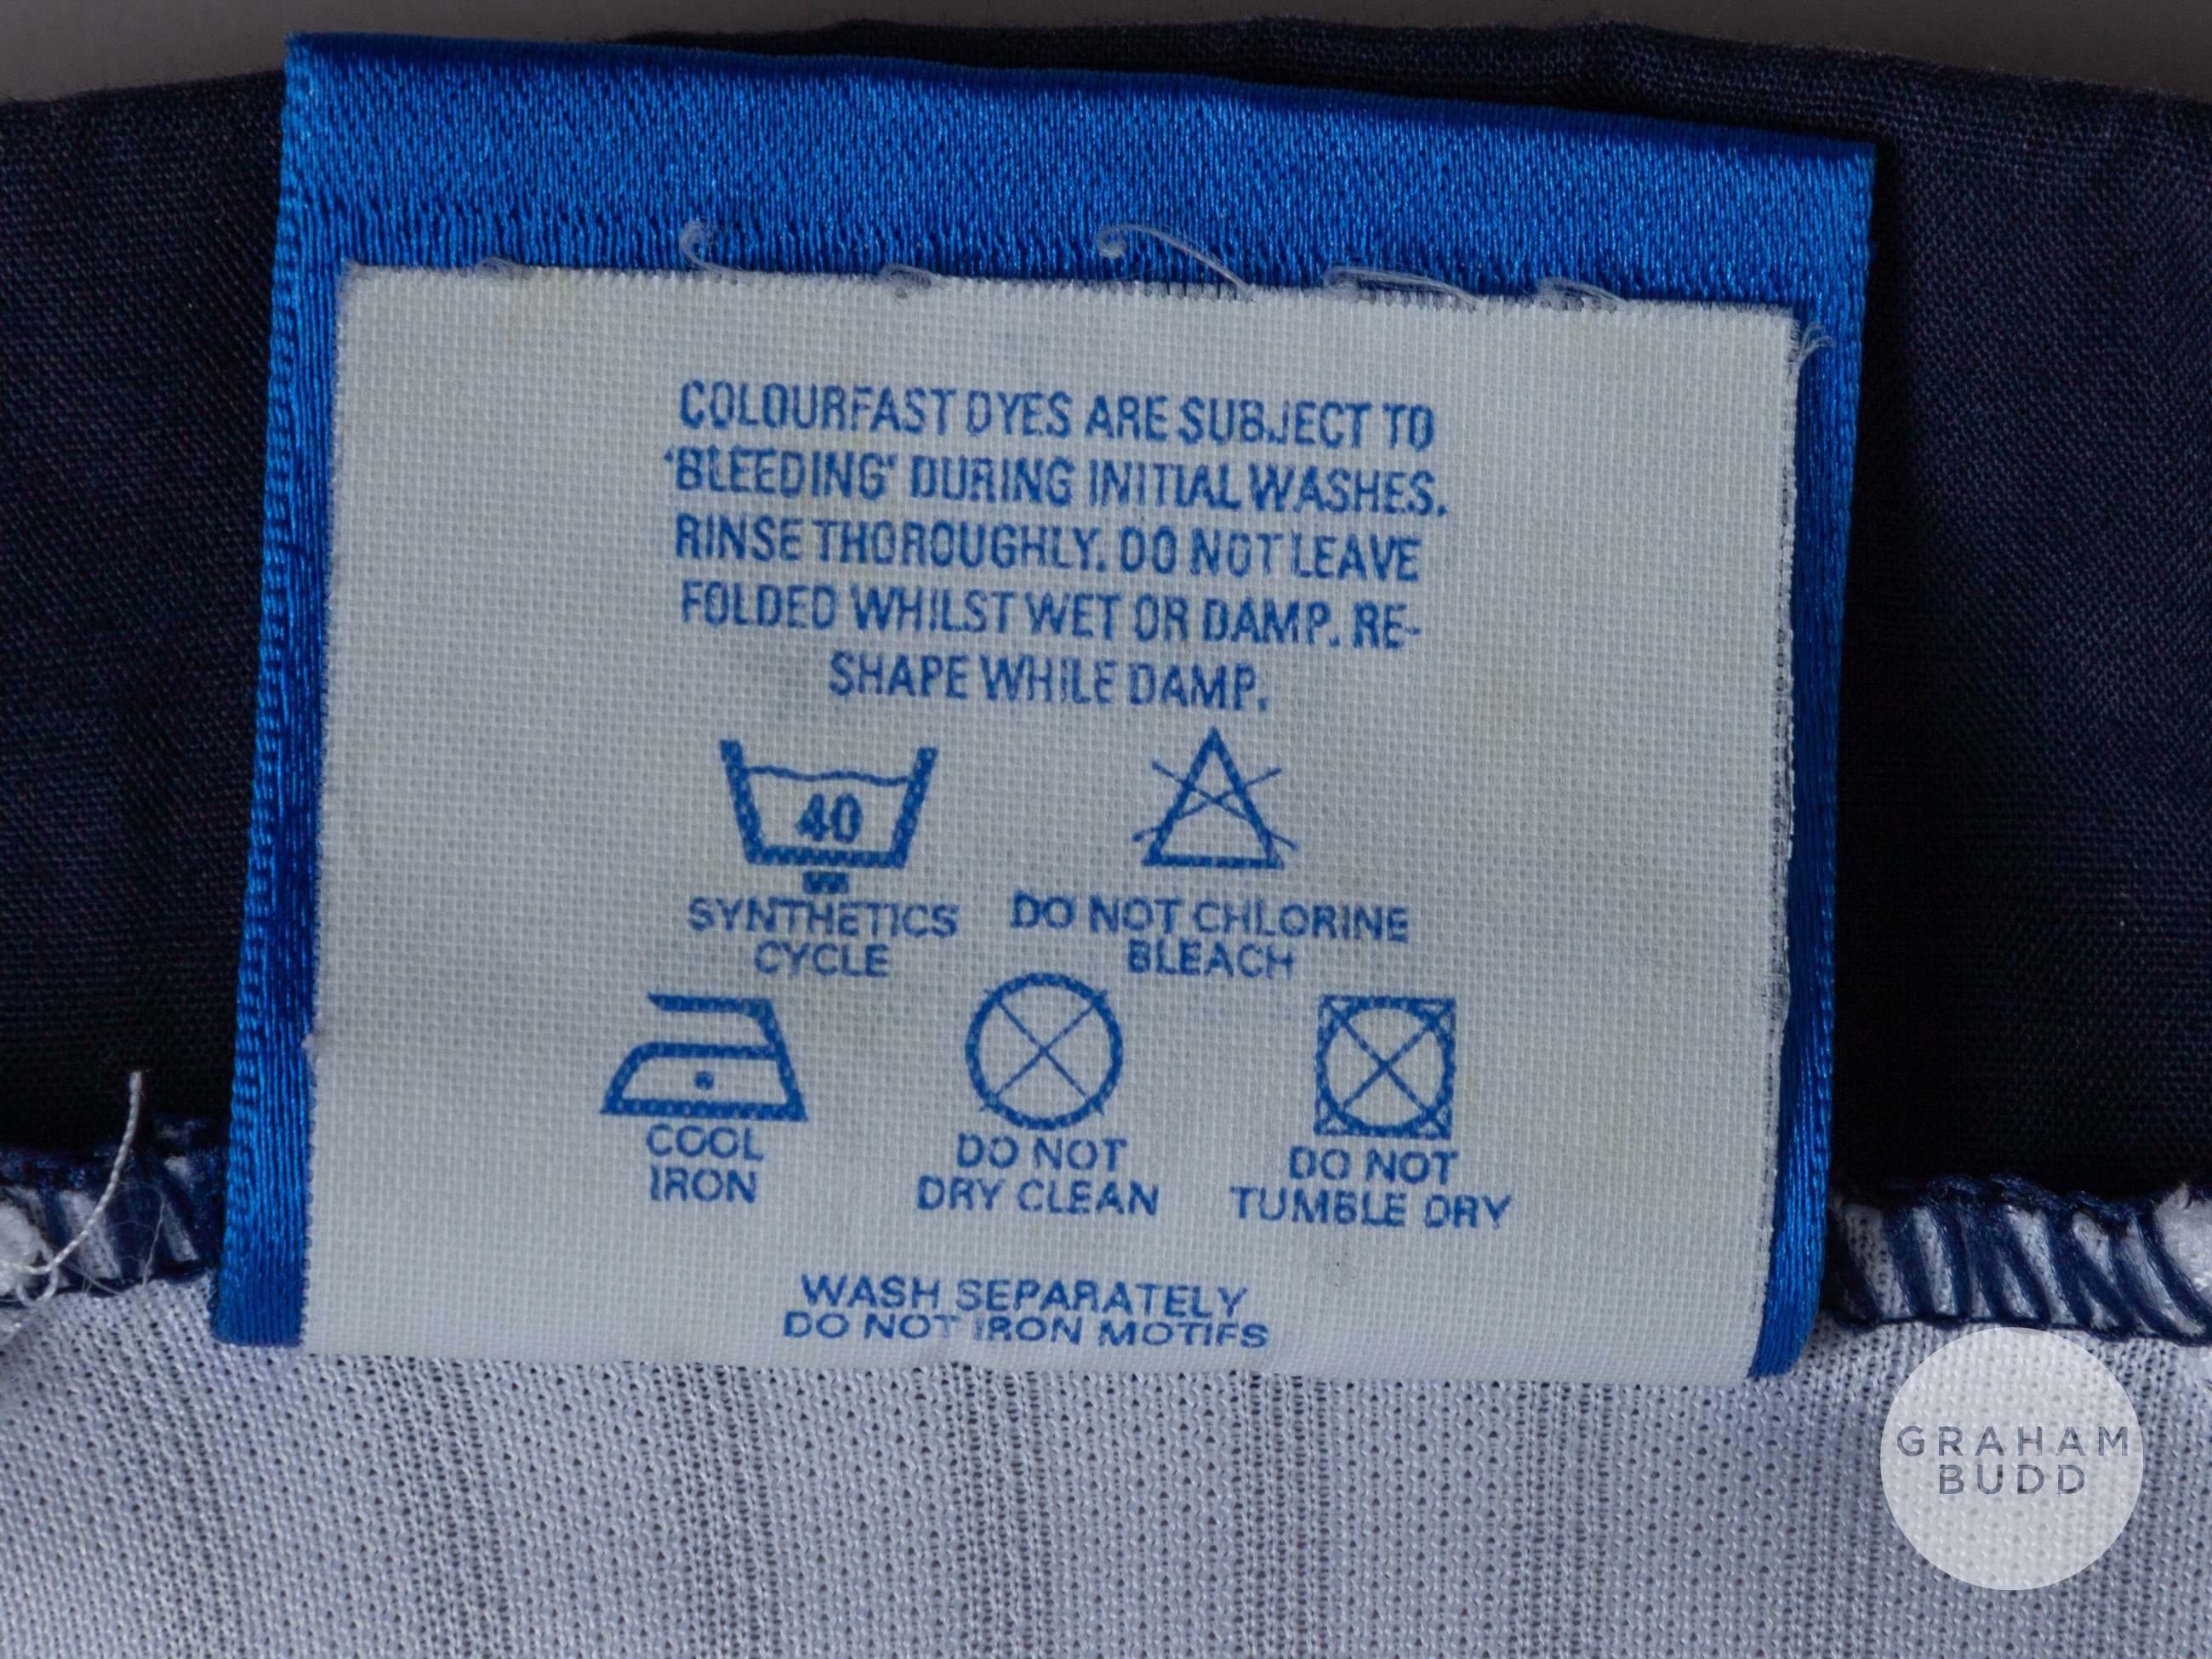 COLOURFAST DYES ARE SUBJECT TO
'BLEEDING' DURING INITIAL WASHES.
RINSE THOROUGHLY. DO NOT LEAVE
FOLDED WHILST WET OR DAMP. RE-
SHAPE WHILE DAMP.
40
SYNTHETICS
CYCLE
DO NOT CHLORINE
BLEACH
COOL
IRON
DO NOT
DRY CLEAN
DO NOT
TUMBLE DRY
WASH SEPARATELY
DO NOT IRON MOTIFS
GRAHAM
BUDD